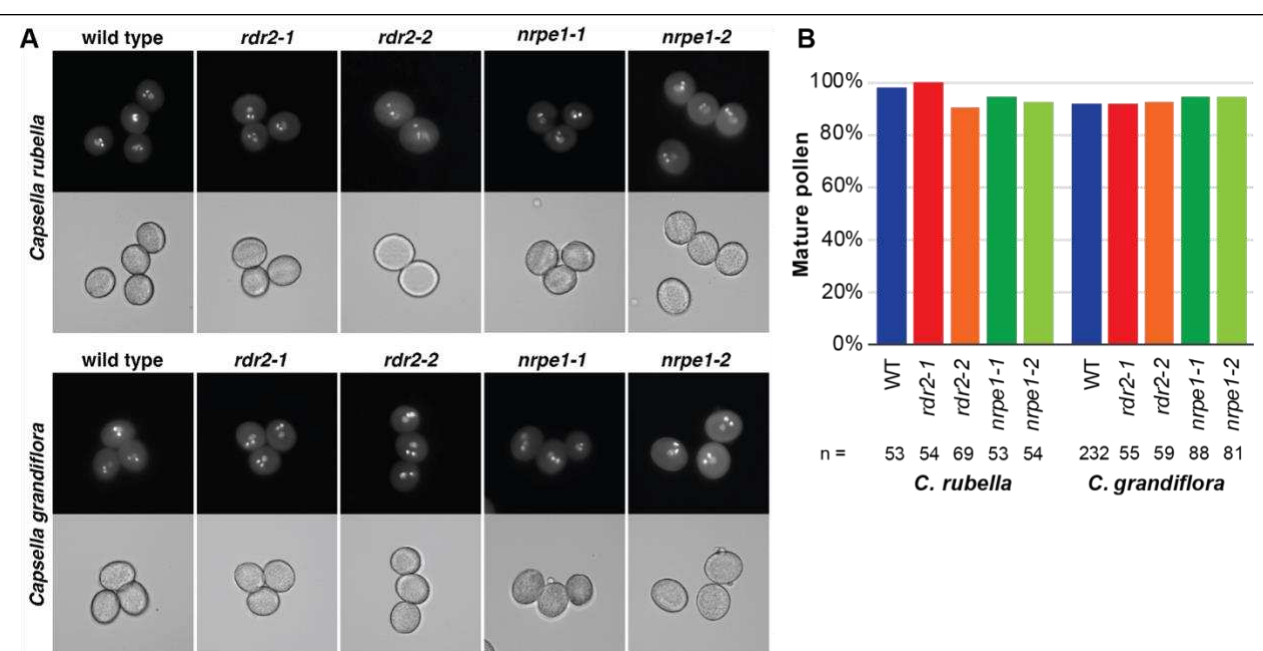 A
wild type rdr2-1 rdr2-2 nrpe1-1 nrpe1-2
Capsella rubella
wild type rdr2-1 rdr2-2 nrpe1-1 nrpe1-2
Capsella grandiflora
B
Mature pollen
100%
80%
60%
40%
20%
0%
WT rdr2-1 rdr2-2 nrpe1-1 nrpe1-2 WT rdr2-1 rdr2-2 nrpe1-1 nrpe1-2
n = 53 54 69 53 54 232 55 59 88 81
C. rubella C. grandiflora